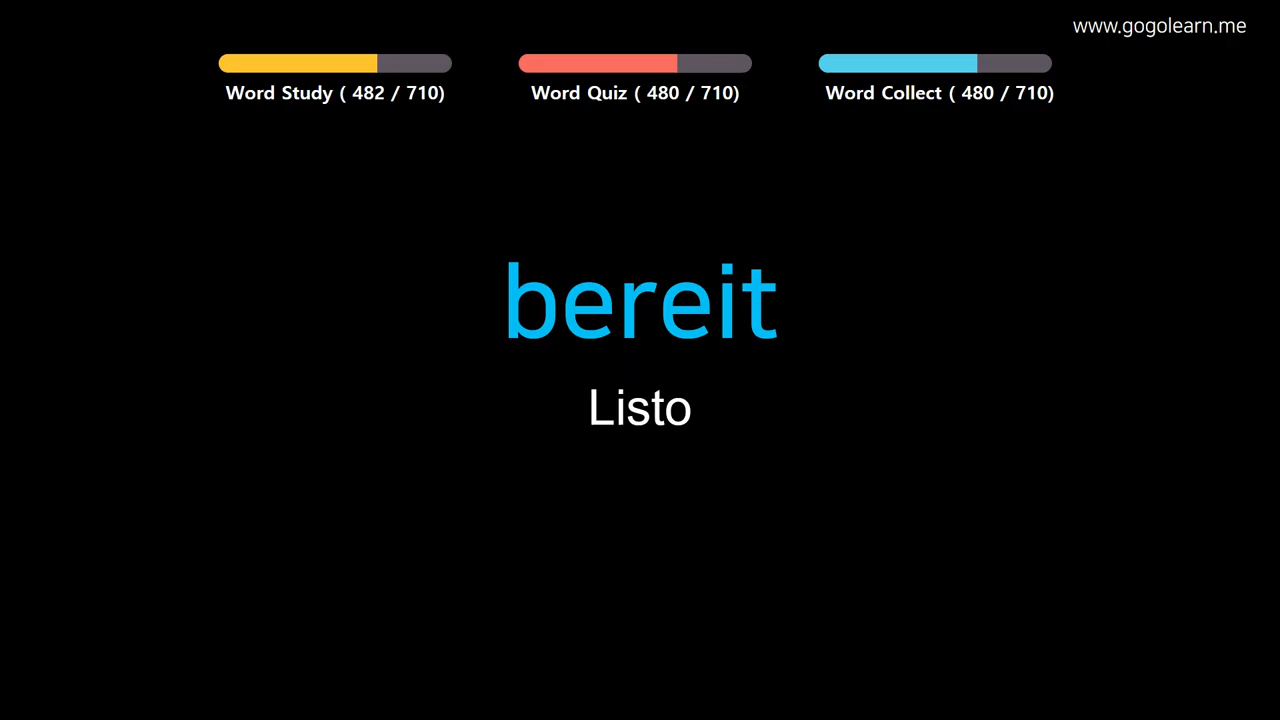 www.gogolearn.me
Word Study ( 482 / 710)
Word Quiz ( 480 / 710)
Word Collect ( 480 / 710)
bereit
Listo